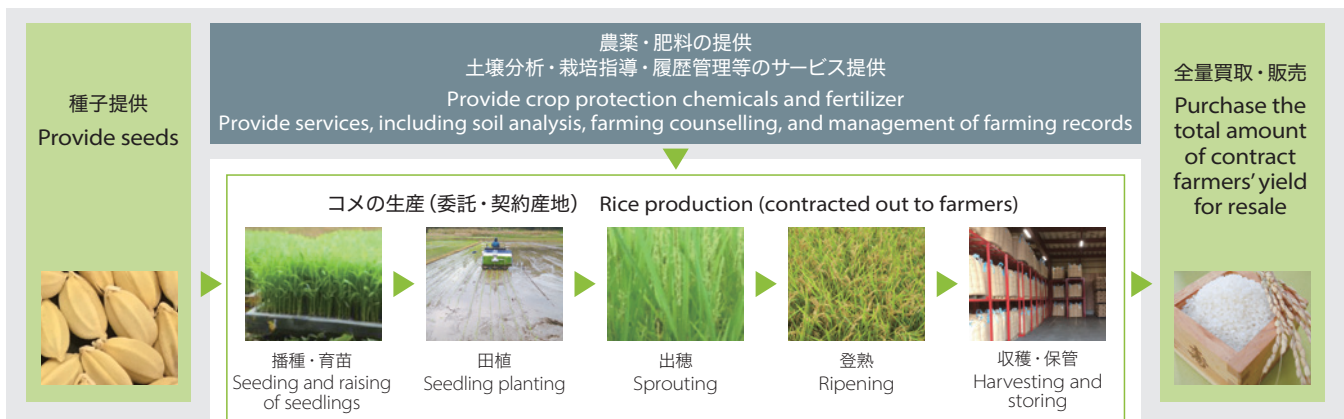 種子提供
Provide seeds
農薬・肥料の提供
土壌分析・栽培指導・履歴管理等のサービス提供
Provide crop protection chemicals and fertilizer
Provide services, including soil analysis, farming counselling, and management of farming records
コメの生産(委託・契約産地) Rice production (contracted out to farmers)
播種・育苗
Seeding and raising
of seedlings
田植
Seedling planting
出穂
Sprouting
登熟
Ripening
収穫・保管
Harvesting and
storing
全量買取・販売
Purchase the
total amount
of contract
farmers’ yield
for resale